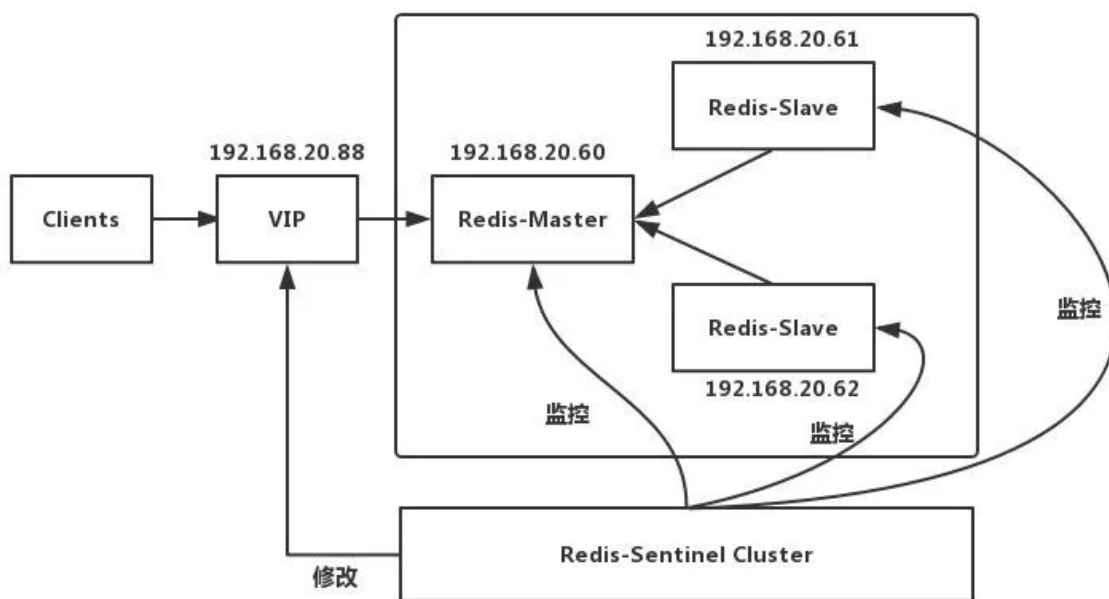 192.168.20.61
Redis-Slave
192.168.20.88
192.168.20.60
Clients
VIP
Redis-Master
Redis-Slave
192.168.20.62
监控
监控
监控
Redis-Sentinel Cluster
修改